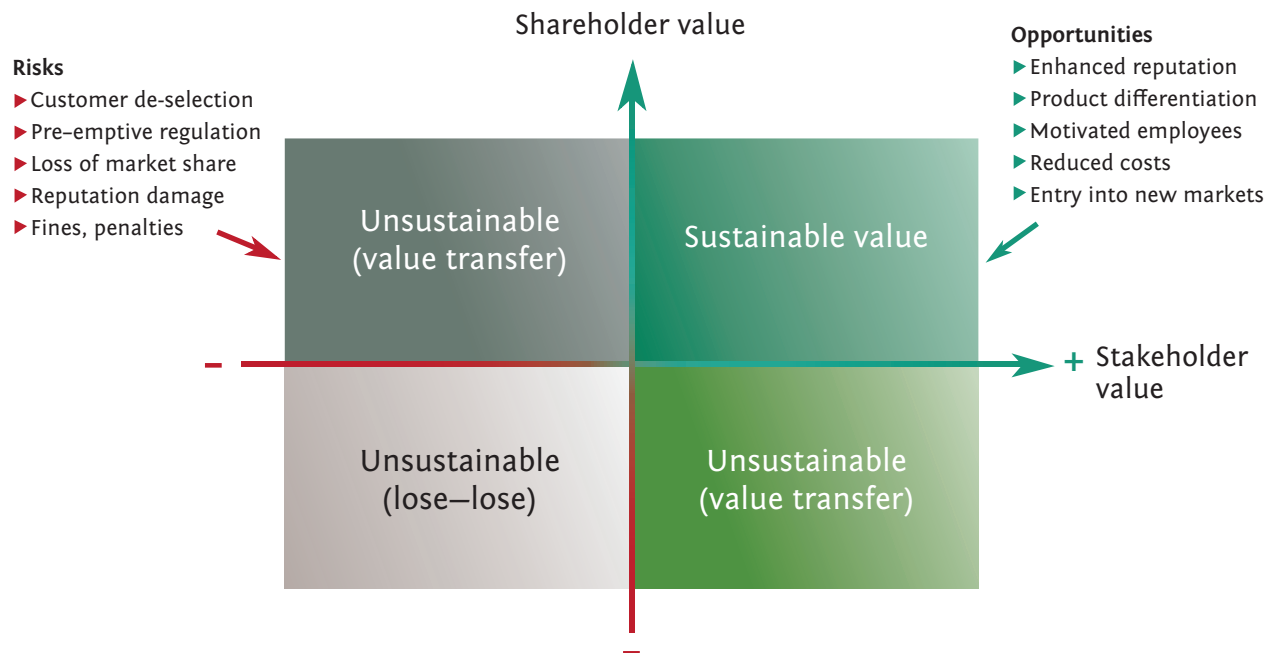 Shareholder value
Risks
Customer de-selection
Pre-emptive regulation
Loss of market share
Reputation damage
Fines, penalties
Opportunities
Enhanced reputation
Product differentiation
Motivated employees
Reduced costs
Entry into new markets
Unsustainable
(value transfer)
Sustainable value
–
+ Stakeholder
value
Unsustainable
(lose—lose)
Unsustainable
(value transfer)
–